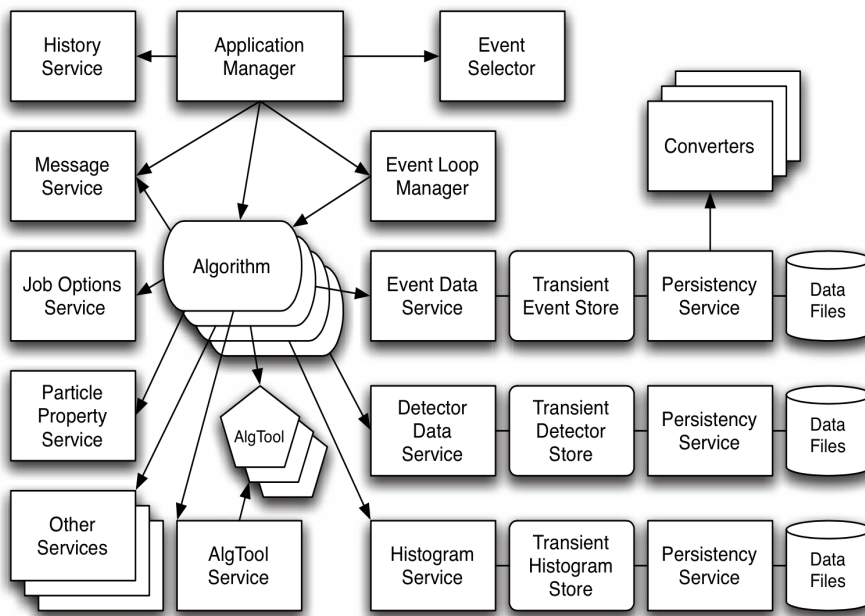 History
Service
Application
Manager
Event
Selector
Message
Service
Event Loop
Manager
Converters
Algorithm
Job Options
Service
Event Data
Service
Transient
Event Store
Persistency
Service
Data
Files
Particle
Property
Service
AlgTool
Detector
Data
Service
Transient
Detector
Store
Persistency
Service
Data
Files
Other
Services
AlgTool
Service
Histogram
Service
Transient
Histogram
Store
Persistency
Service
Data
Files